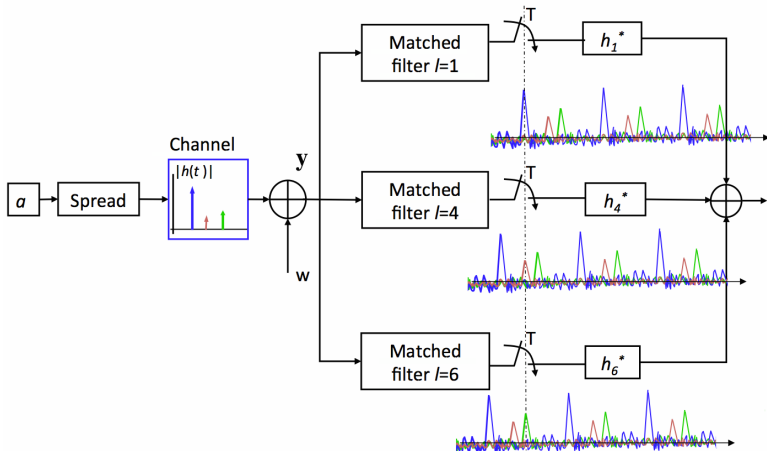 Matched
filter l=1
T
h1*
Channel
|h(t)|
y
a
Spread
w
Matched
filter l=4
T
h4*
Matched
filter l=6
T
h6*